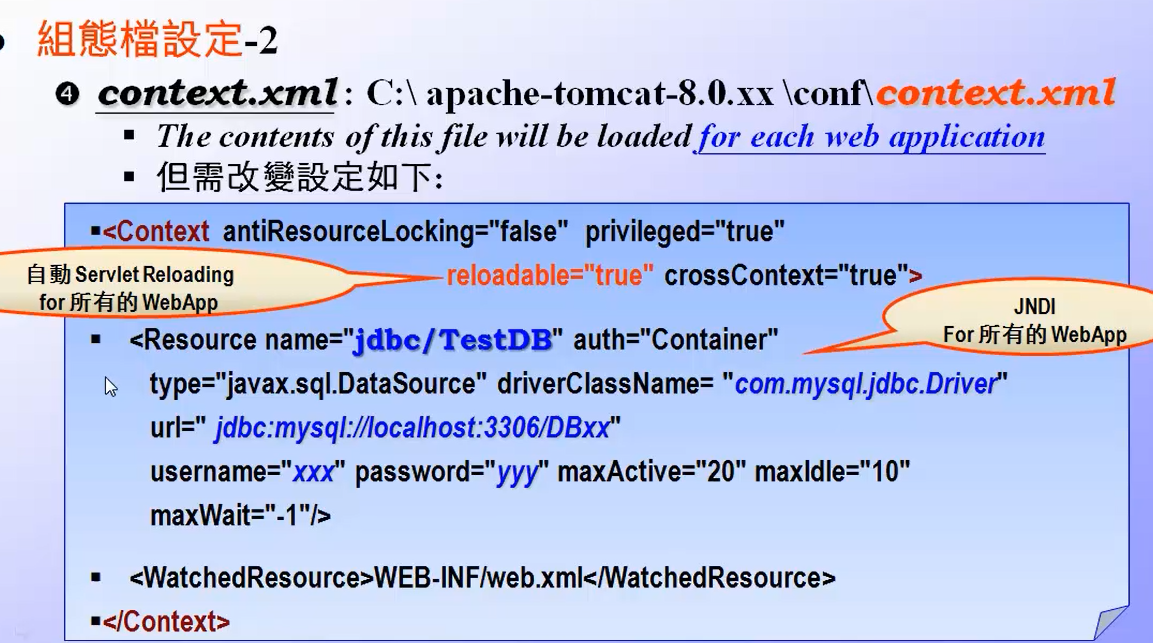 組態檔設定-2
❹ context.xml: C:\ apache-tomcat-8.0.xx \conf\context.xml
▪ The contents of this file will be loaded for each web application
▪ 但需改變設定如下:
▪<Context antiResourceLocking="false" privileged="true"
自動 Servlet Reloading
for 所有的 WebApp
reloadable="true" crossContext="true">
JNDI
For 所有的 WebApp
▪ <Resource name="jdbc/TestDB" auth="Container"
type="javax.sql.DataSource" driverClassName= "com.mysql.jdbc.Driver"
url=" jdbc:mysql://localhost:3306/DBxx"
username="xxx" password="yyy" maxActive="20" maxIdle="10"
maxWait="-1"/>
▪ <WatchedResource>WEB-INF/web.xml</WatchedResource>
▪</Context>